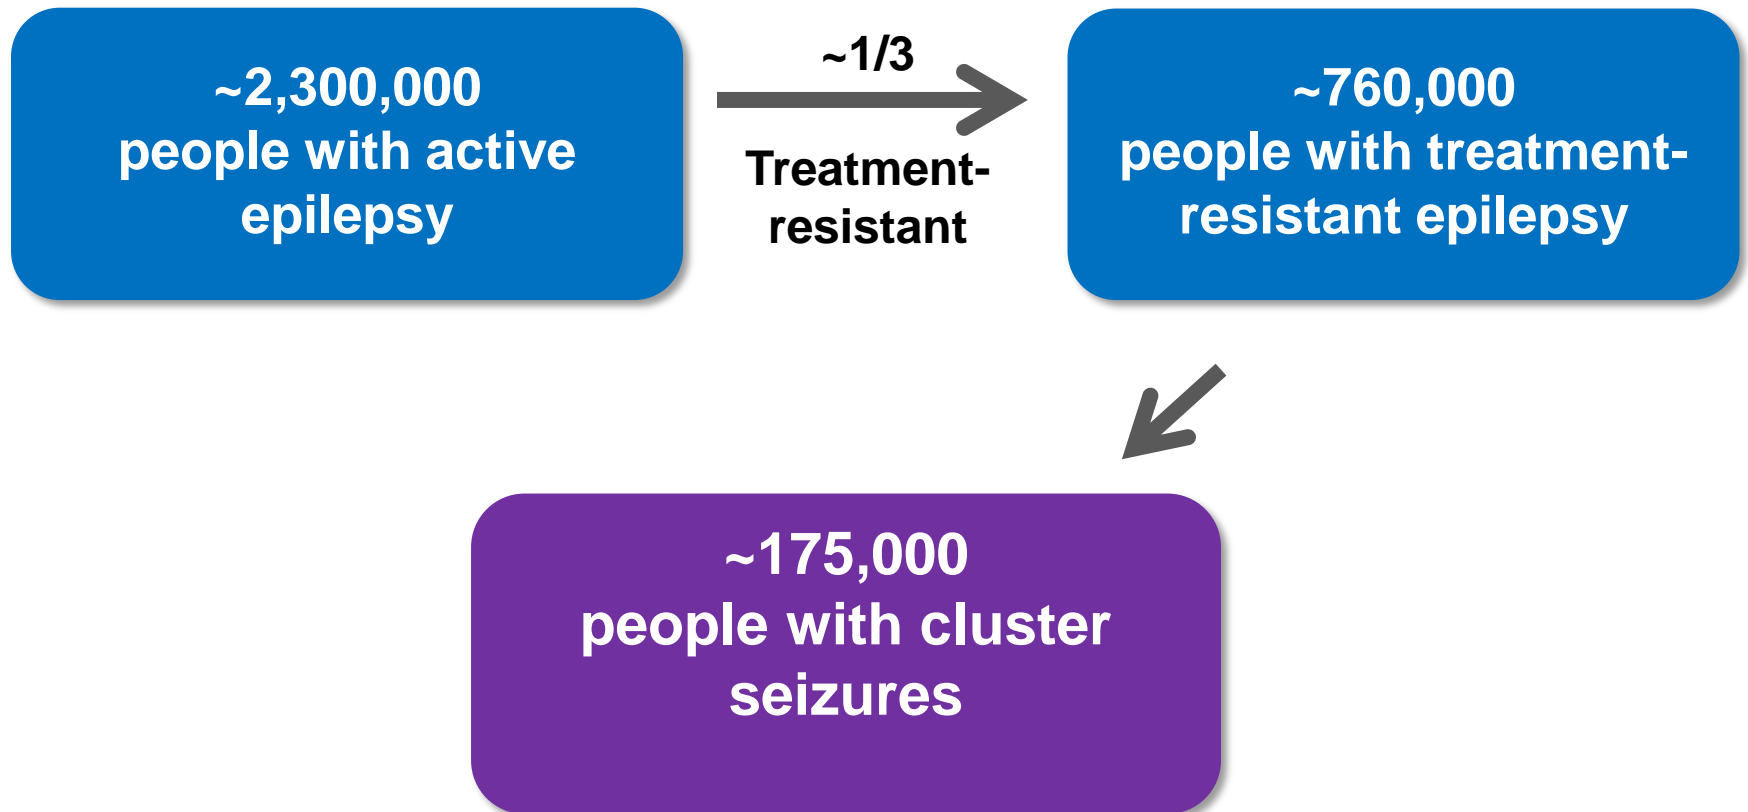 ~2,300,000
people with active
epilepsy
~1/3
Treatment-
resistant
~760,000
people with treatment-
resistant epilepsy
~175,000
people with cluster
seizures